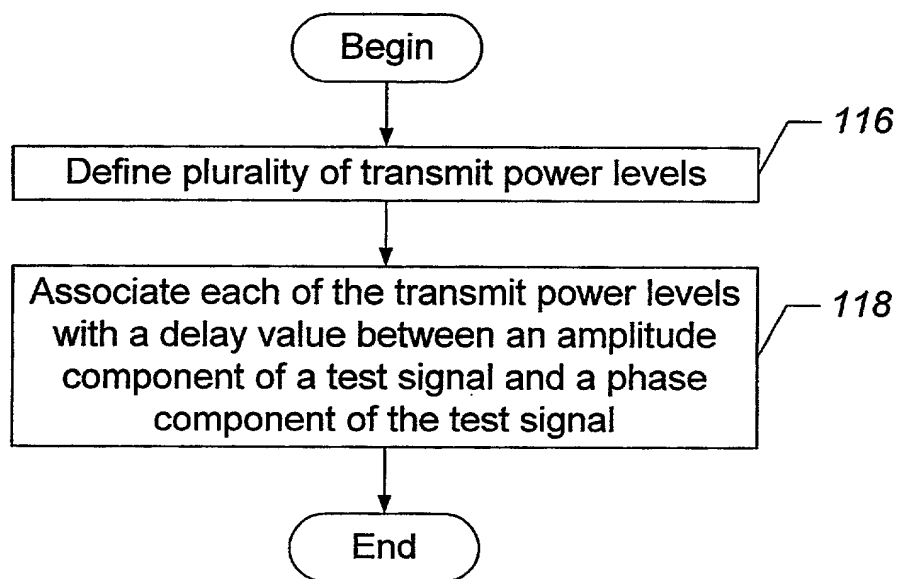 Begin
116
Define plurality of transmit power levels
Associate each of the transmit power levels
118
with a delay value between an amplitude
component of a test signal and a phase
component of the test signal
End